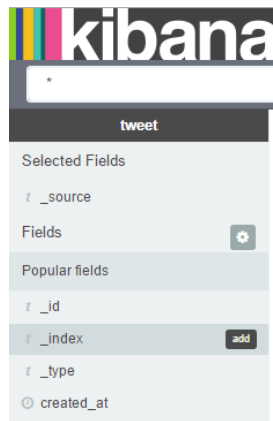 kibana
*
tweet
Selected Fields
t _source
Fields
Popular fields
t _id
t _index add
t _type
created_at